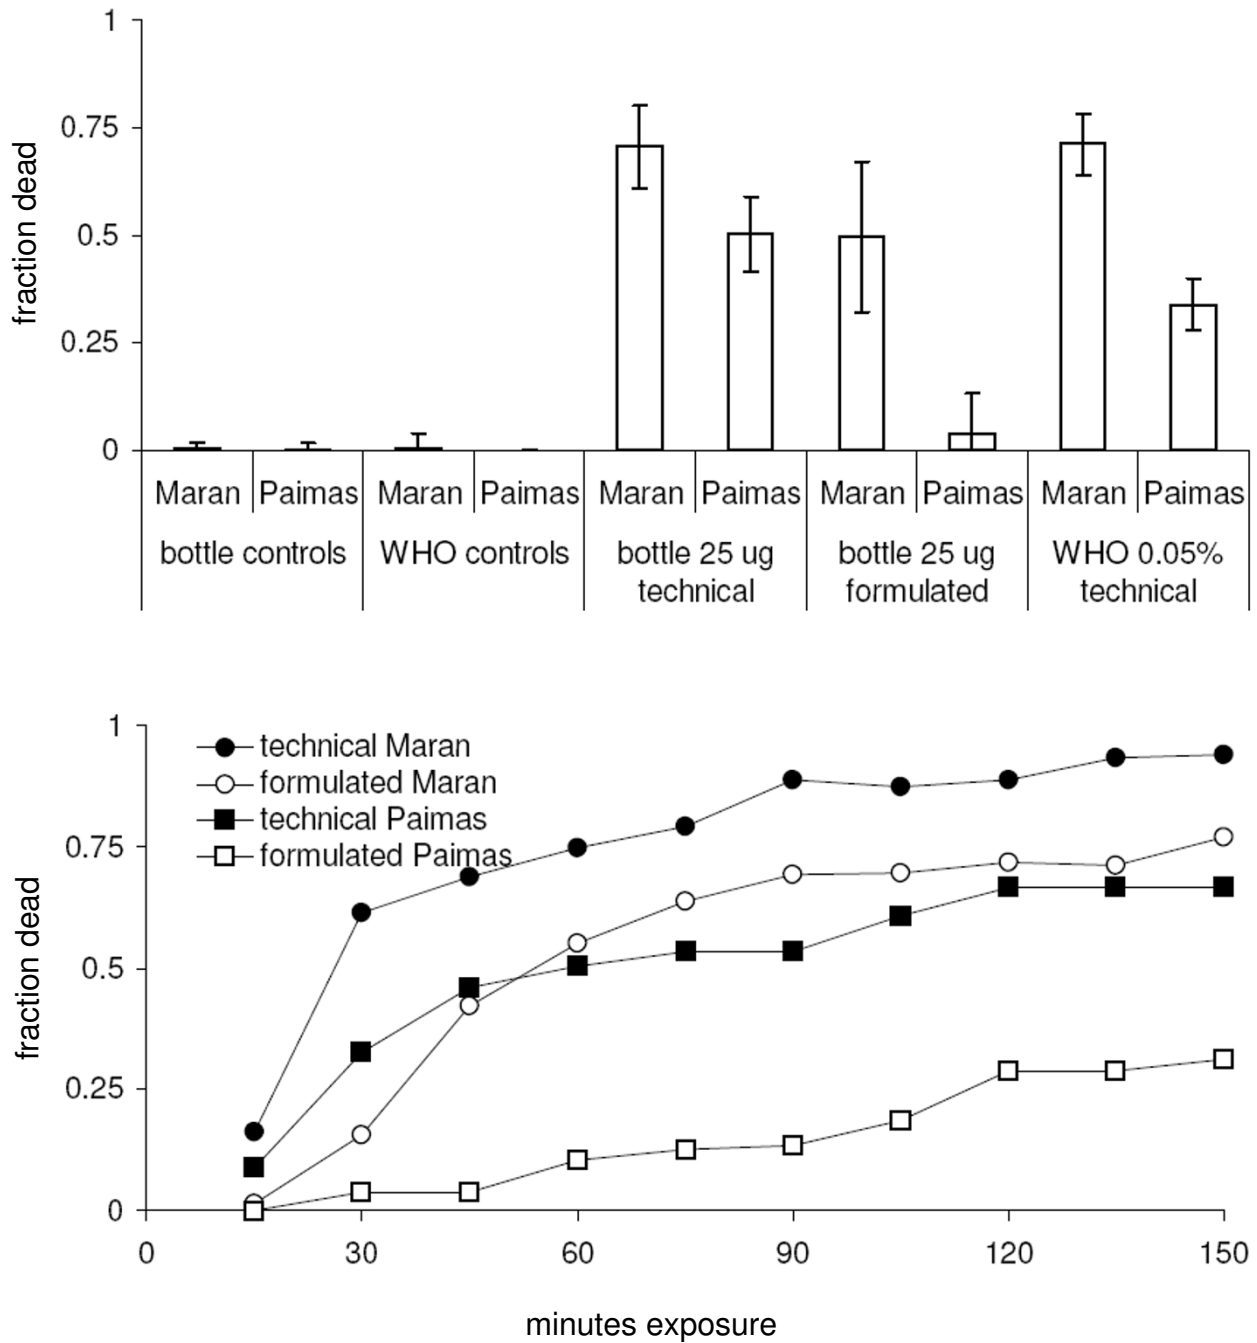 1
0.75
0.5
0.25
0
fraction dead
Maran Paimas Maran Paimas Maran Paimas Maran Paimas Maran Paimas
bottle controls WHO controls bottle 25 ug technical bottle 25 ug formulated WHO 0.05% technical
1
0.75
0.5
0.25
0
fraction dead
technical Maran
formulated Maran
technical Paimas
formulated Paimas
0 30 60 90 120 150
minutes exposure